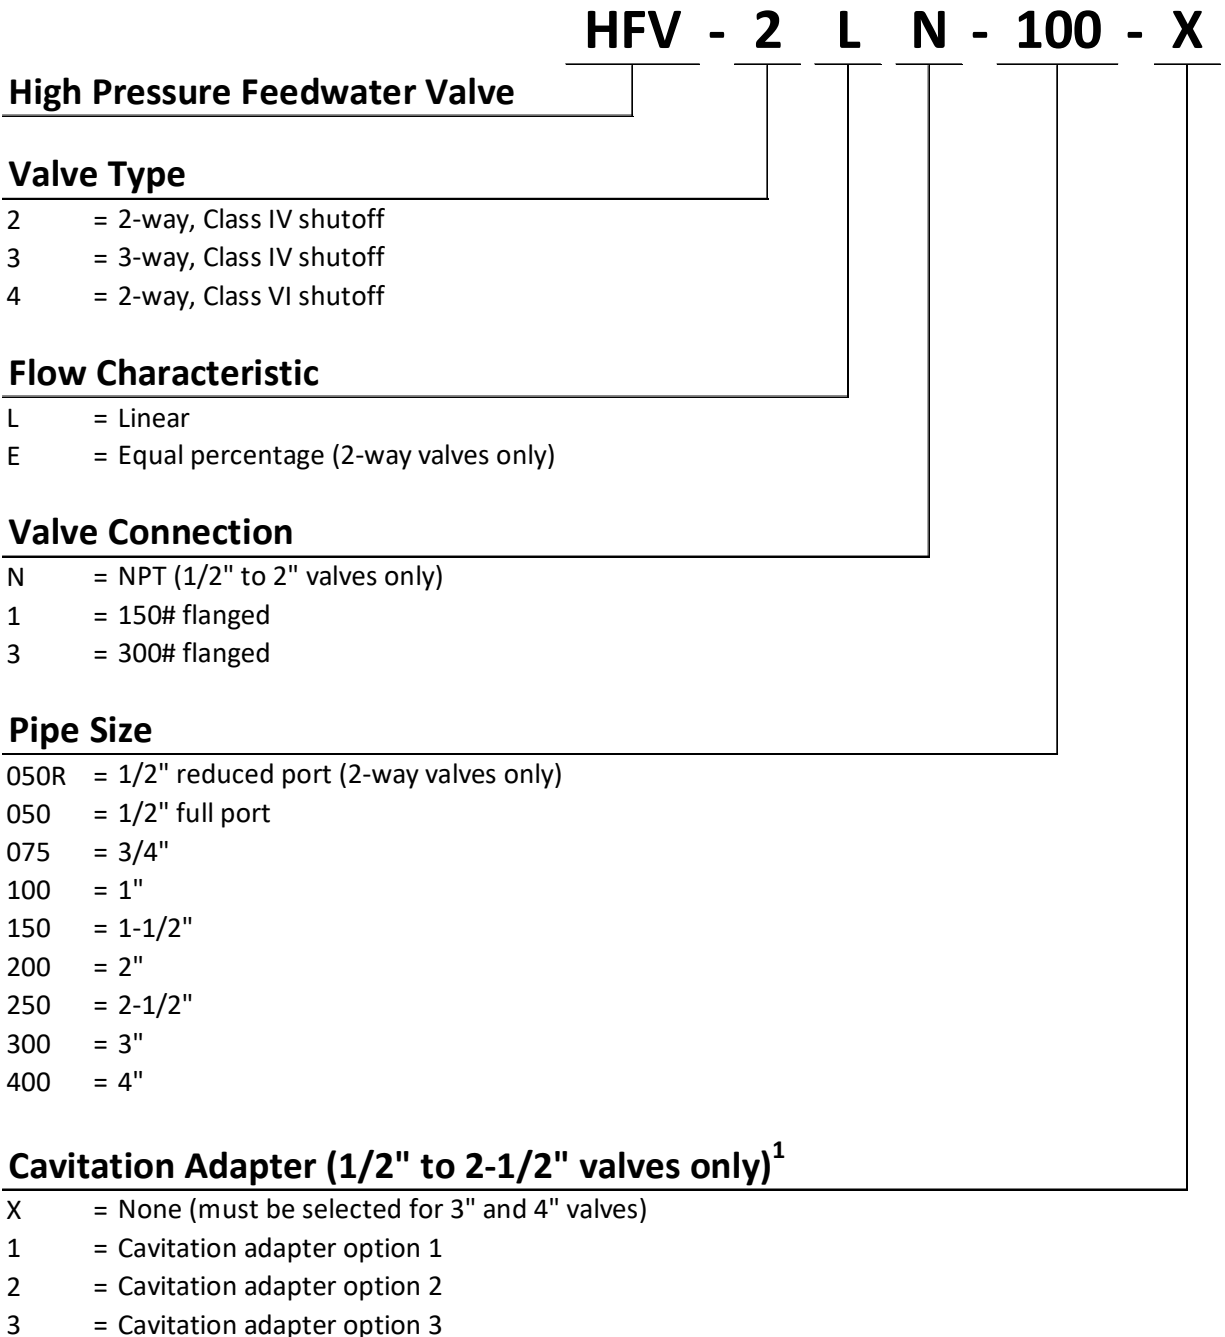 HFV - 2 L N - 100 - X
High Pressure Feedwater Valve
Valve Type
2 = 2-way, Class IV shutoff
3 = 3-way, Class IV shutoff
4 = 2-way, Class VI shutoff
Flow Characteristic
L = Linear
E = Equal percentage (2-way valves only)
Valve Connection
N = NPT (1/2" to 2" valves only)
1 = 150# flanged
3 = 300# flanged
Pipe Size
050R = 1/2" reduced port (2-way valves only)
050 = 1/2" full port
075 = 3/4"
100 = 1"
150 = 1-1/2"
200 = 2"
250 = 2-1/2"
300 = 3"
400 = 4"
Cavitation Adapter (1/2" to 2-1/2" valves only)¹
X = None (must be selected for 3" and 4" valves)
1 = Cavitation adapter option 1
2 = Cavitation adapter option 2
3 = Cavitation adapter option 3